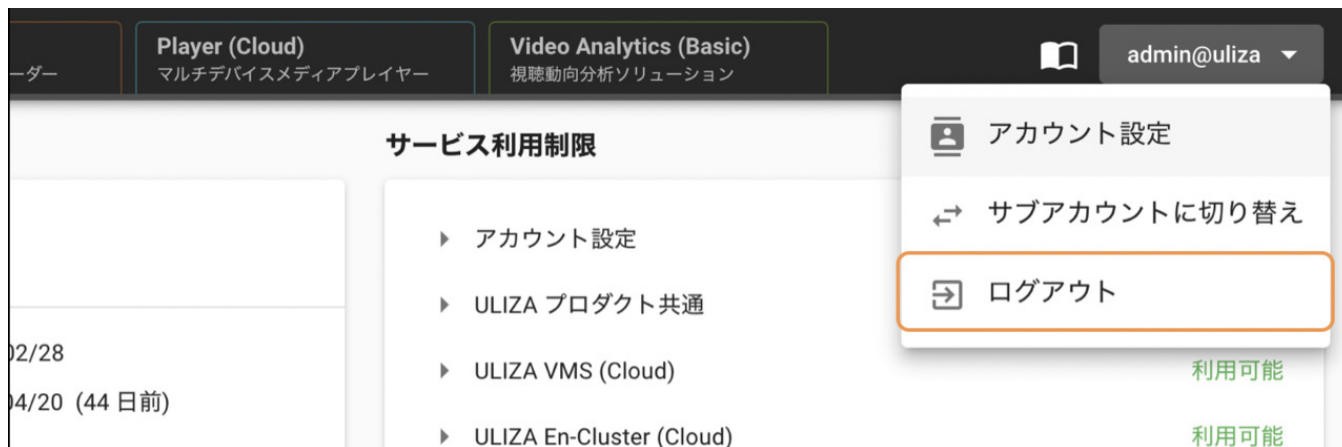 Player (Cloud)
ーダー
マルチデバイスメディアプレイヤー
Video Analytics (Basic)
視聴動向分析ソリューション
admin@uliza
アカウント設定
サブアカウントに切り替え
ログアウト
サービス利用制限
アカウント設定
ULIZA プロダクト共通
ULIZA VMS (Cloud)
利用可能
ULIZA En-Cluster (Cloud)
利用可能
02/28
04/20 (44 日前)